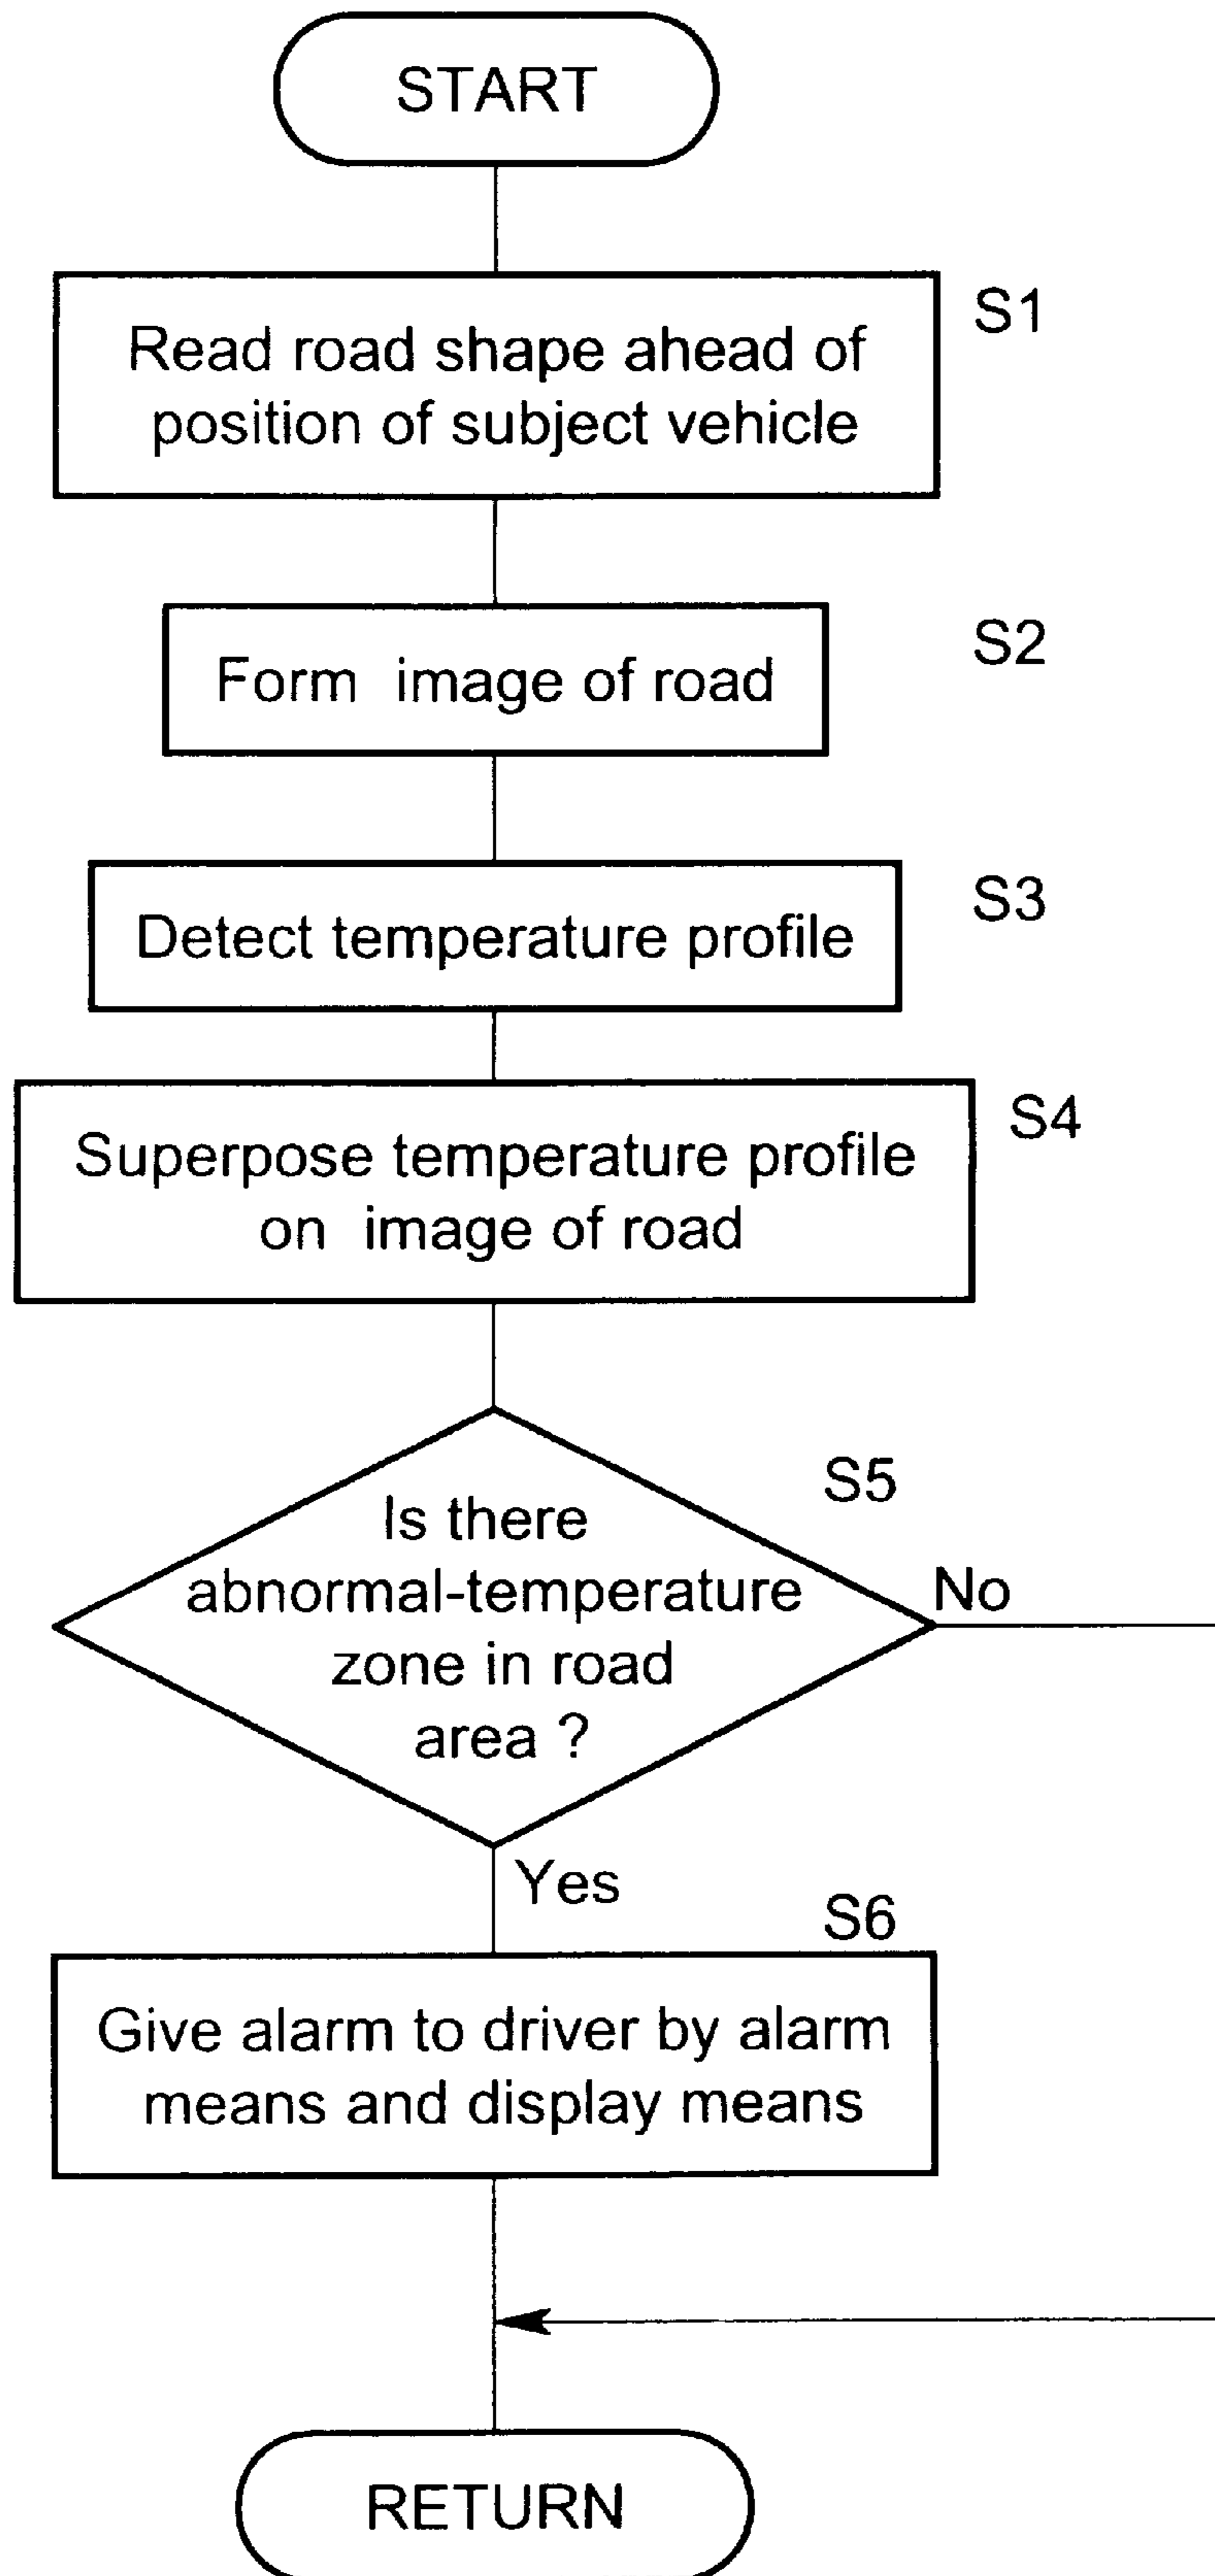 START
S1
Read road shape ahead of
position of subject vehicle
S2
Form image of road
S3
Detect temperature profile
S4
Superpose temperature profile
on image of road
S5
Is there
abnormal-temperature
zone in road
area ?
No
Yes
S6
Give alarm to driver by alarm
means and display means
RETURN